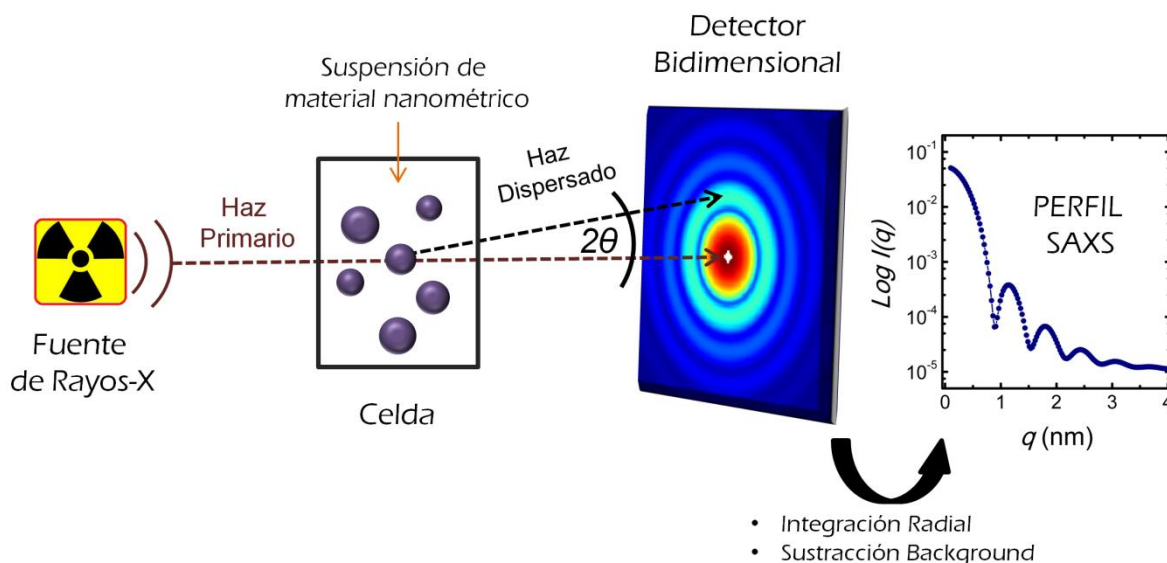 Fuente
de Rayos-X
Haz
Primario
Suspensión de
material nanométrico
Celda
Haz
Dispersado
2θ
Detector
Bidimensional
PERFIL
SAXS
Log I(q)
10⁻¹
10⁻²
10⁻³
10⁻⁴
10⁻⁵
0 1 2 3 4
q (nm)
• Integración Radial
• Sustracción Background